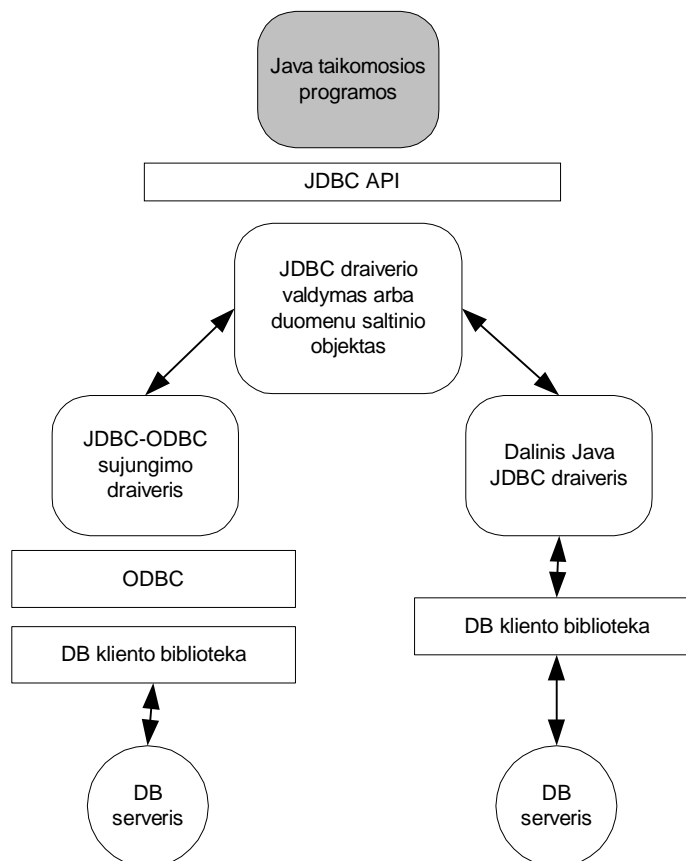 Java taikomosios
programos
JDBC API
JDBC draiverio
valdymas arba
duomenu saltinio
objektas
JDBC-ODBC
sujungimo
draiveris
Dalinis Java
JDBC draiveris
ODBC
DB kliento biblioteka
DB kliento biblioteka
DB
serveris
DB
serveris